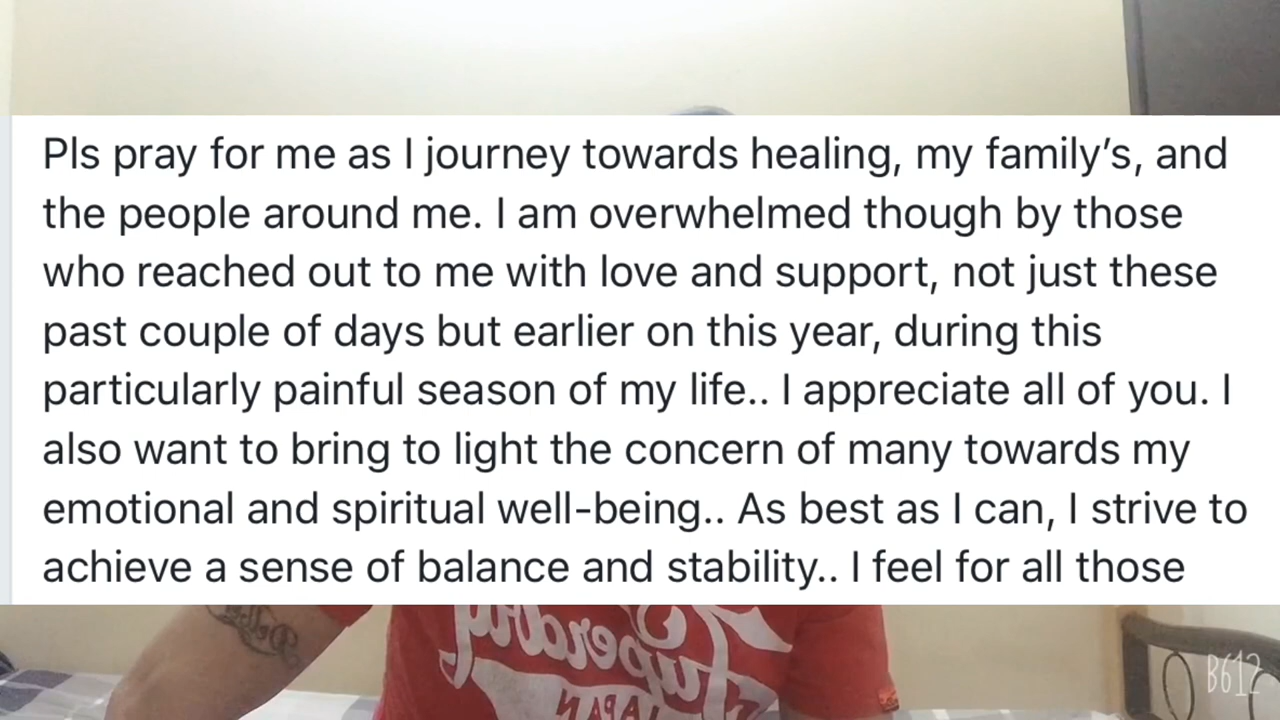 Pls pray for me as I journey towards healing, my family’s, and
the people around me. I am overwhelmed though by those
who reached out to me with love and support, not just these
past couple of days but earlier on this year, during this
particularly painful season of my life.. I appreciate all of you. I
also want to bring to light the concern of many towards my
emotional and spiritual well-being.. As best as I can, I strive to
achieve a sense of balance and stability.. I feel for all those
Superdry
JAPAN
B612